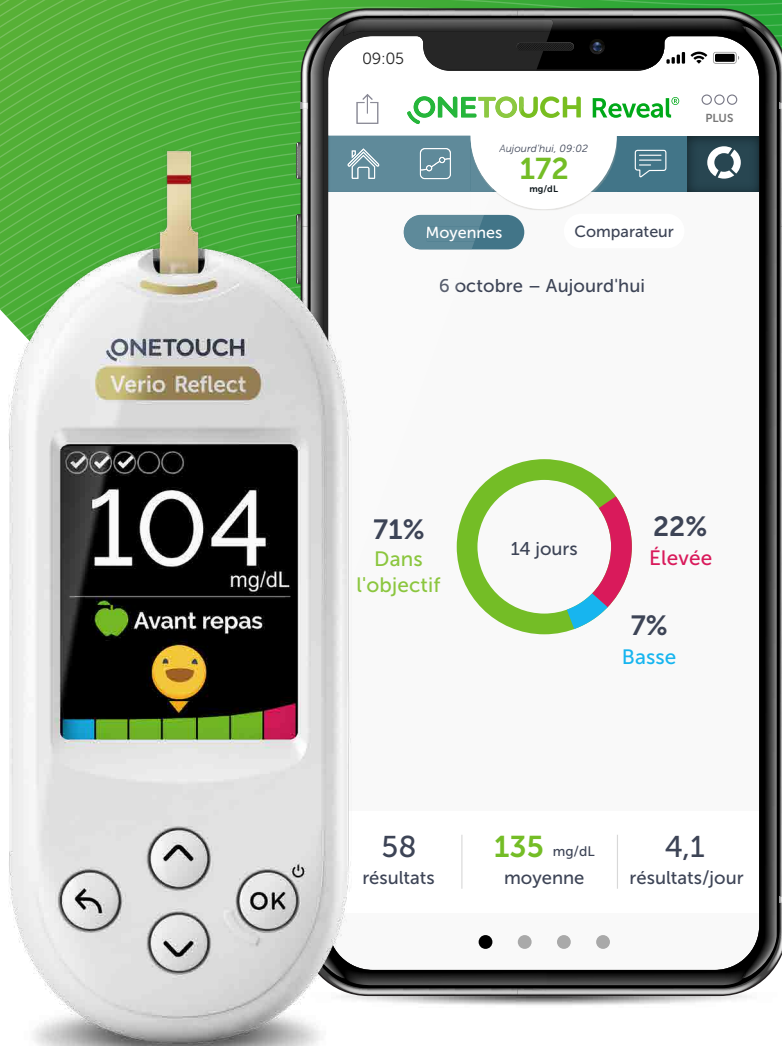 09:05
ONETOUCH Reveal®
PLUS
Aujourd'hui, 09:02
172
mg/dL
Moyennes
Comparateur
6 octobre – Aujourd'hui
71%
Dans
l'objectif
14 jours
22%
Élevée
7%
Basse
58
résultats
135 mg/dL
moyenne
4,1
résultats/jour
ONETOUCH
Verio Reflect
104
mg/dL
Avant repas
OK